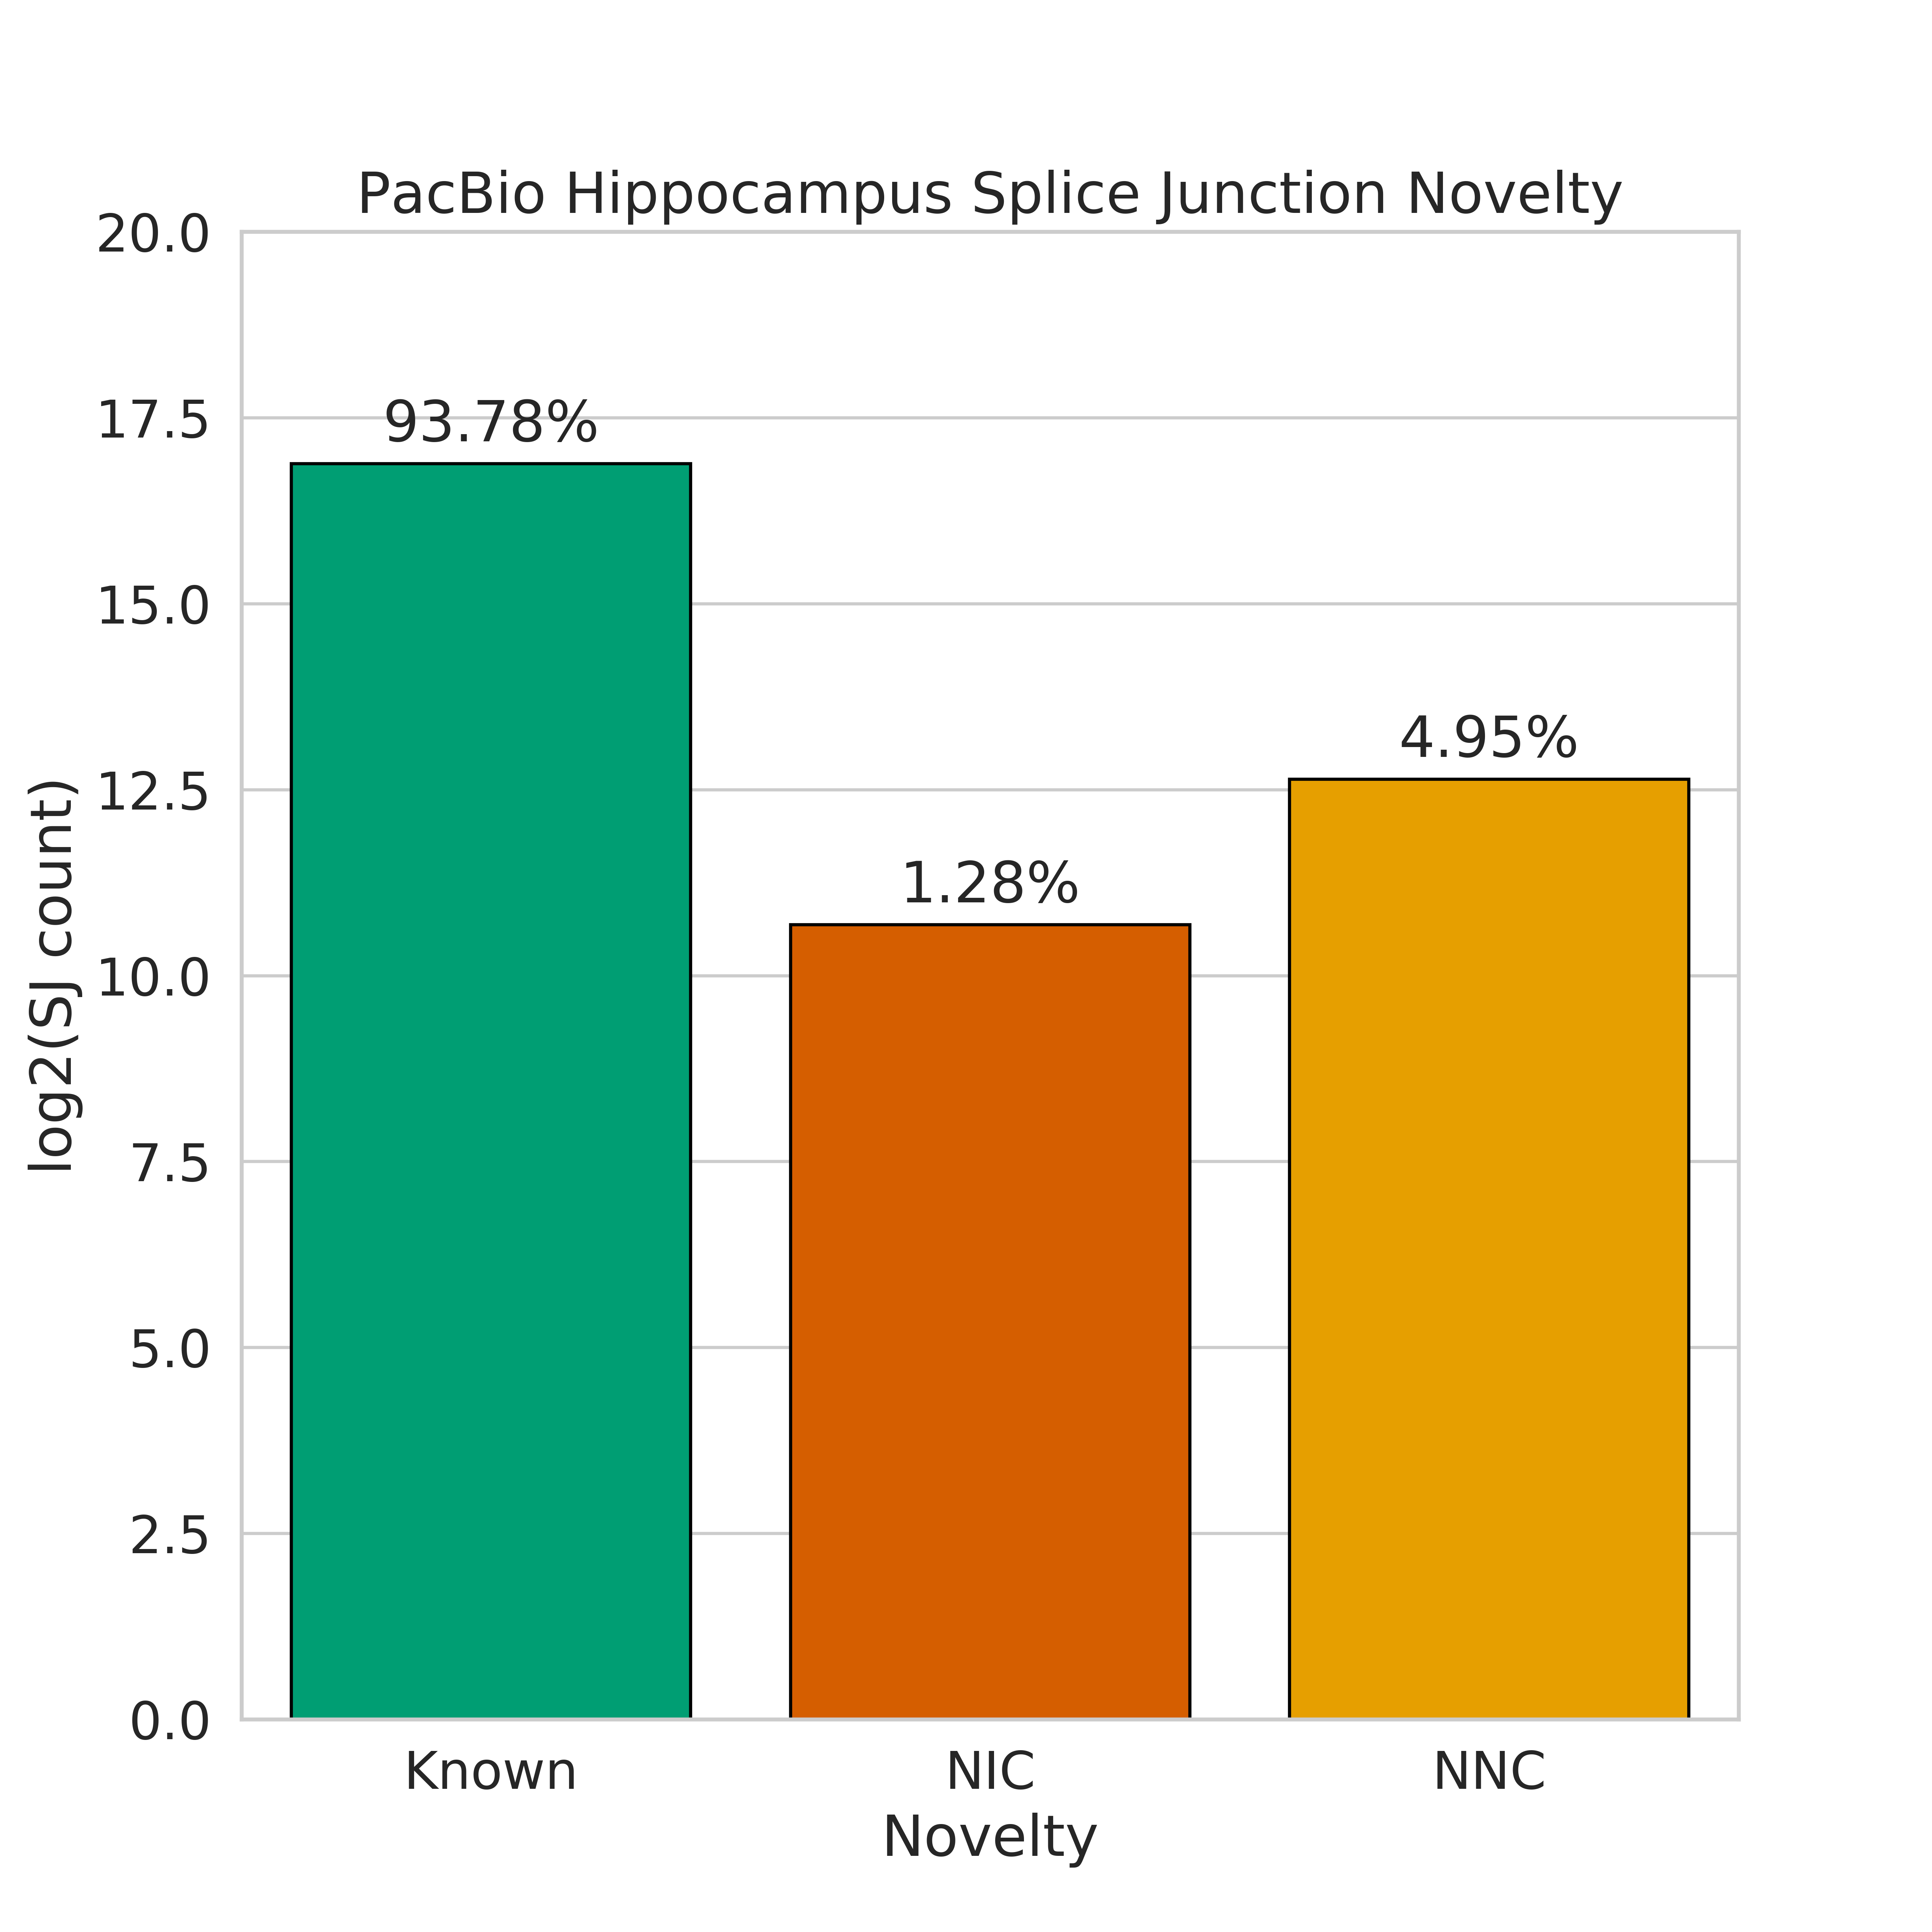 PacBio Hippocampus Splice Junction Novelty
20.0
17.5
15.0
12.5
10.0
7.5
5.0
2.5
0.0
log2(SJ count)
93.78%
1.28%
4.95%
Known
NIC
NNC
Novelty